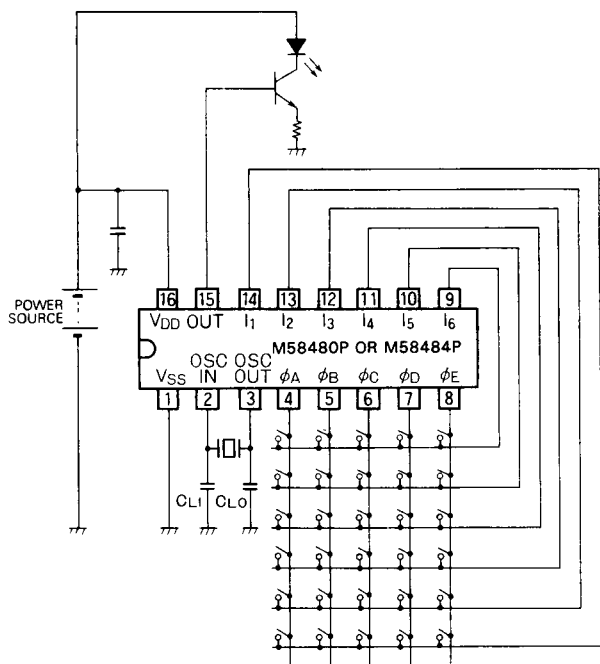 POWER
SOURCE
16 15 14 13 12 11 10 9
VDD OUT I1 I2 I3 I4 I5 I6
M58480P OR M58484P
OSC OSC
VSS IN OUT ϕA ϕB ϕC ϕD ϕE
1 2 3 4 5 6 7 8
CLI CLO